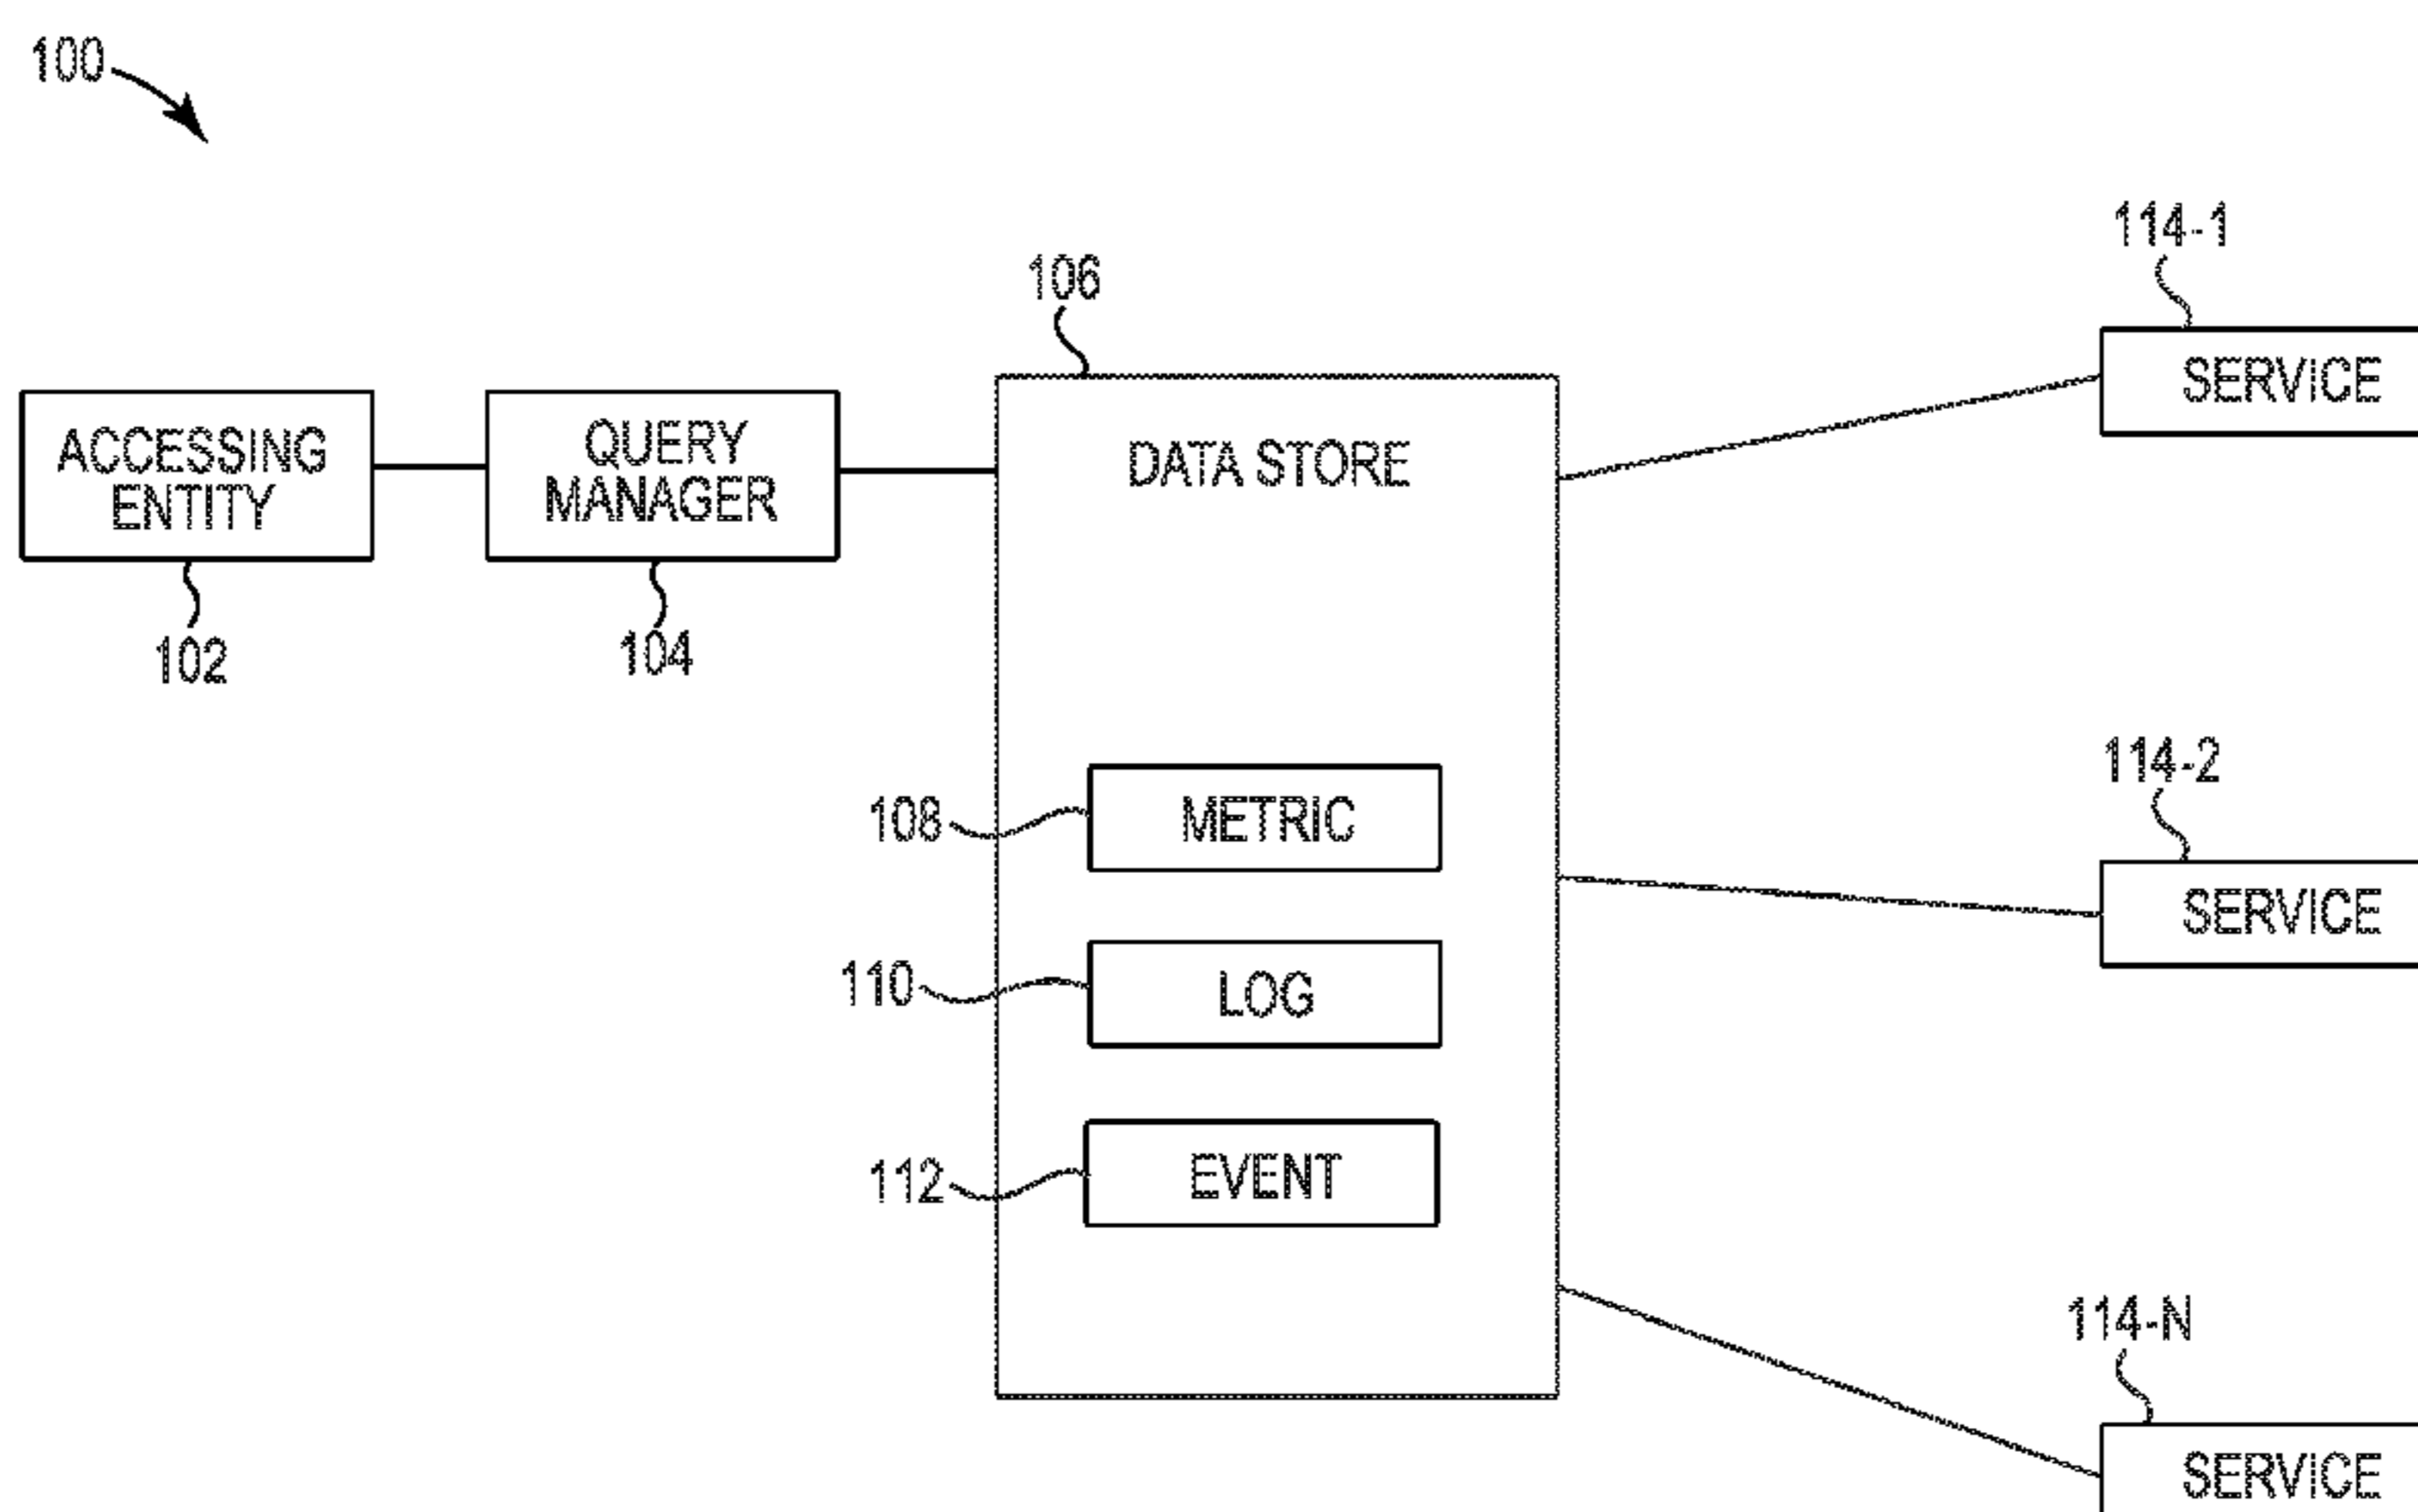 100
114-1
106
SERVICE
ACCESSING
ENTITY
QUERY
MANAGER
DATA STORE
102
104
114-2
108
METRIC
SERVICE
110
LOG
112
EVENT
114-N
SERVICE